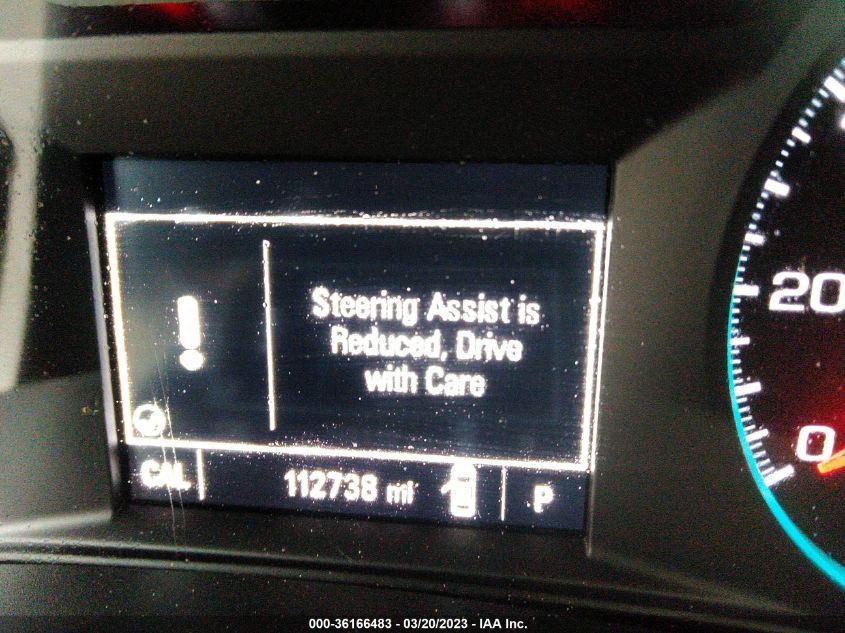 Steering Assist is
Reduced, Drive
with Care
CAL 112738 mi P
20
0
000-36166483 - 03/20/2023 - IAA Inc.